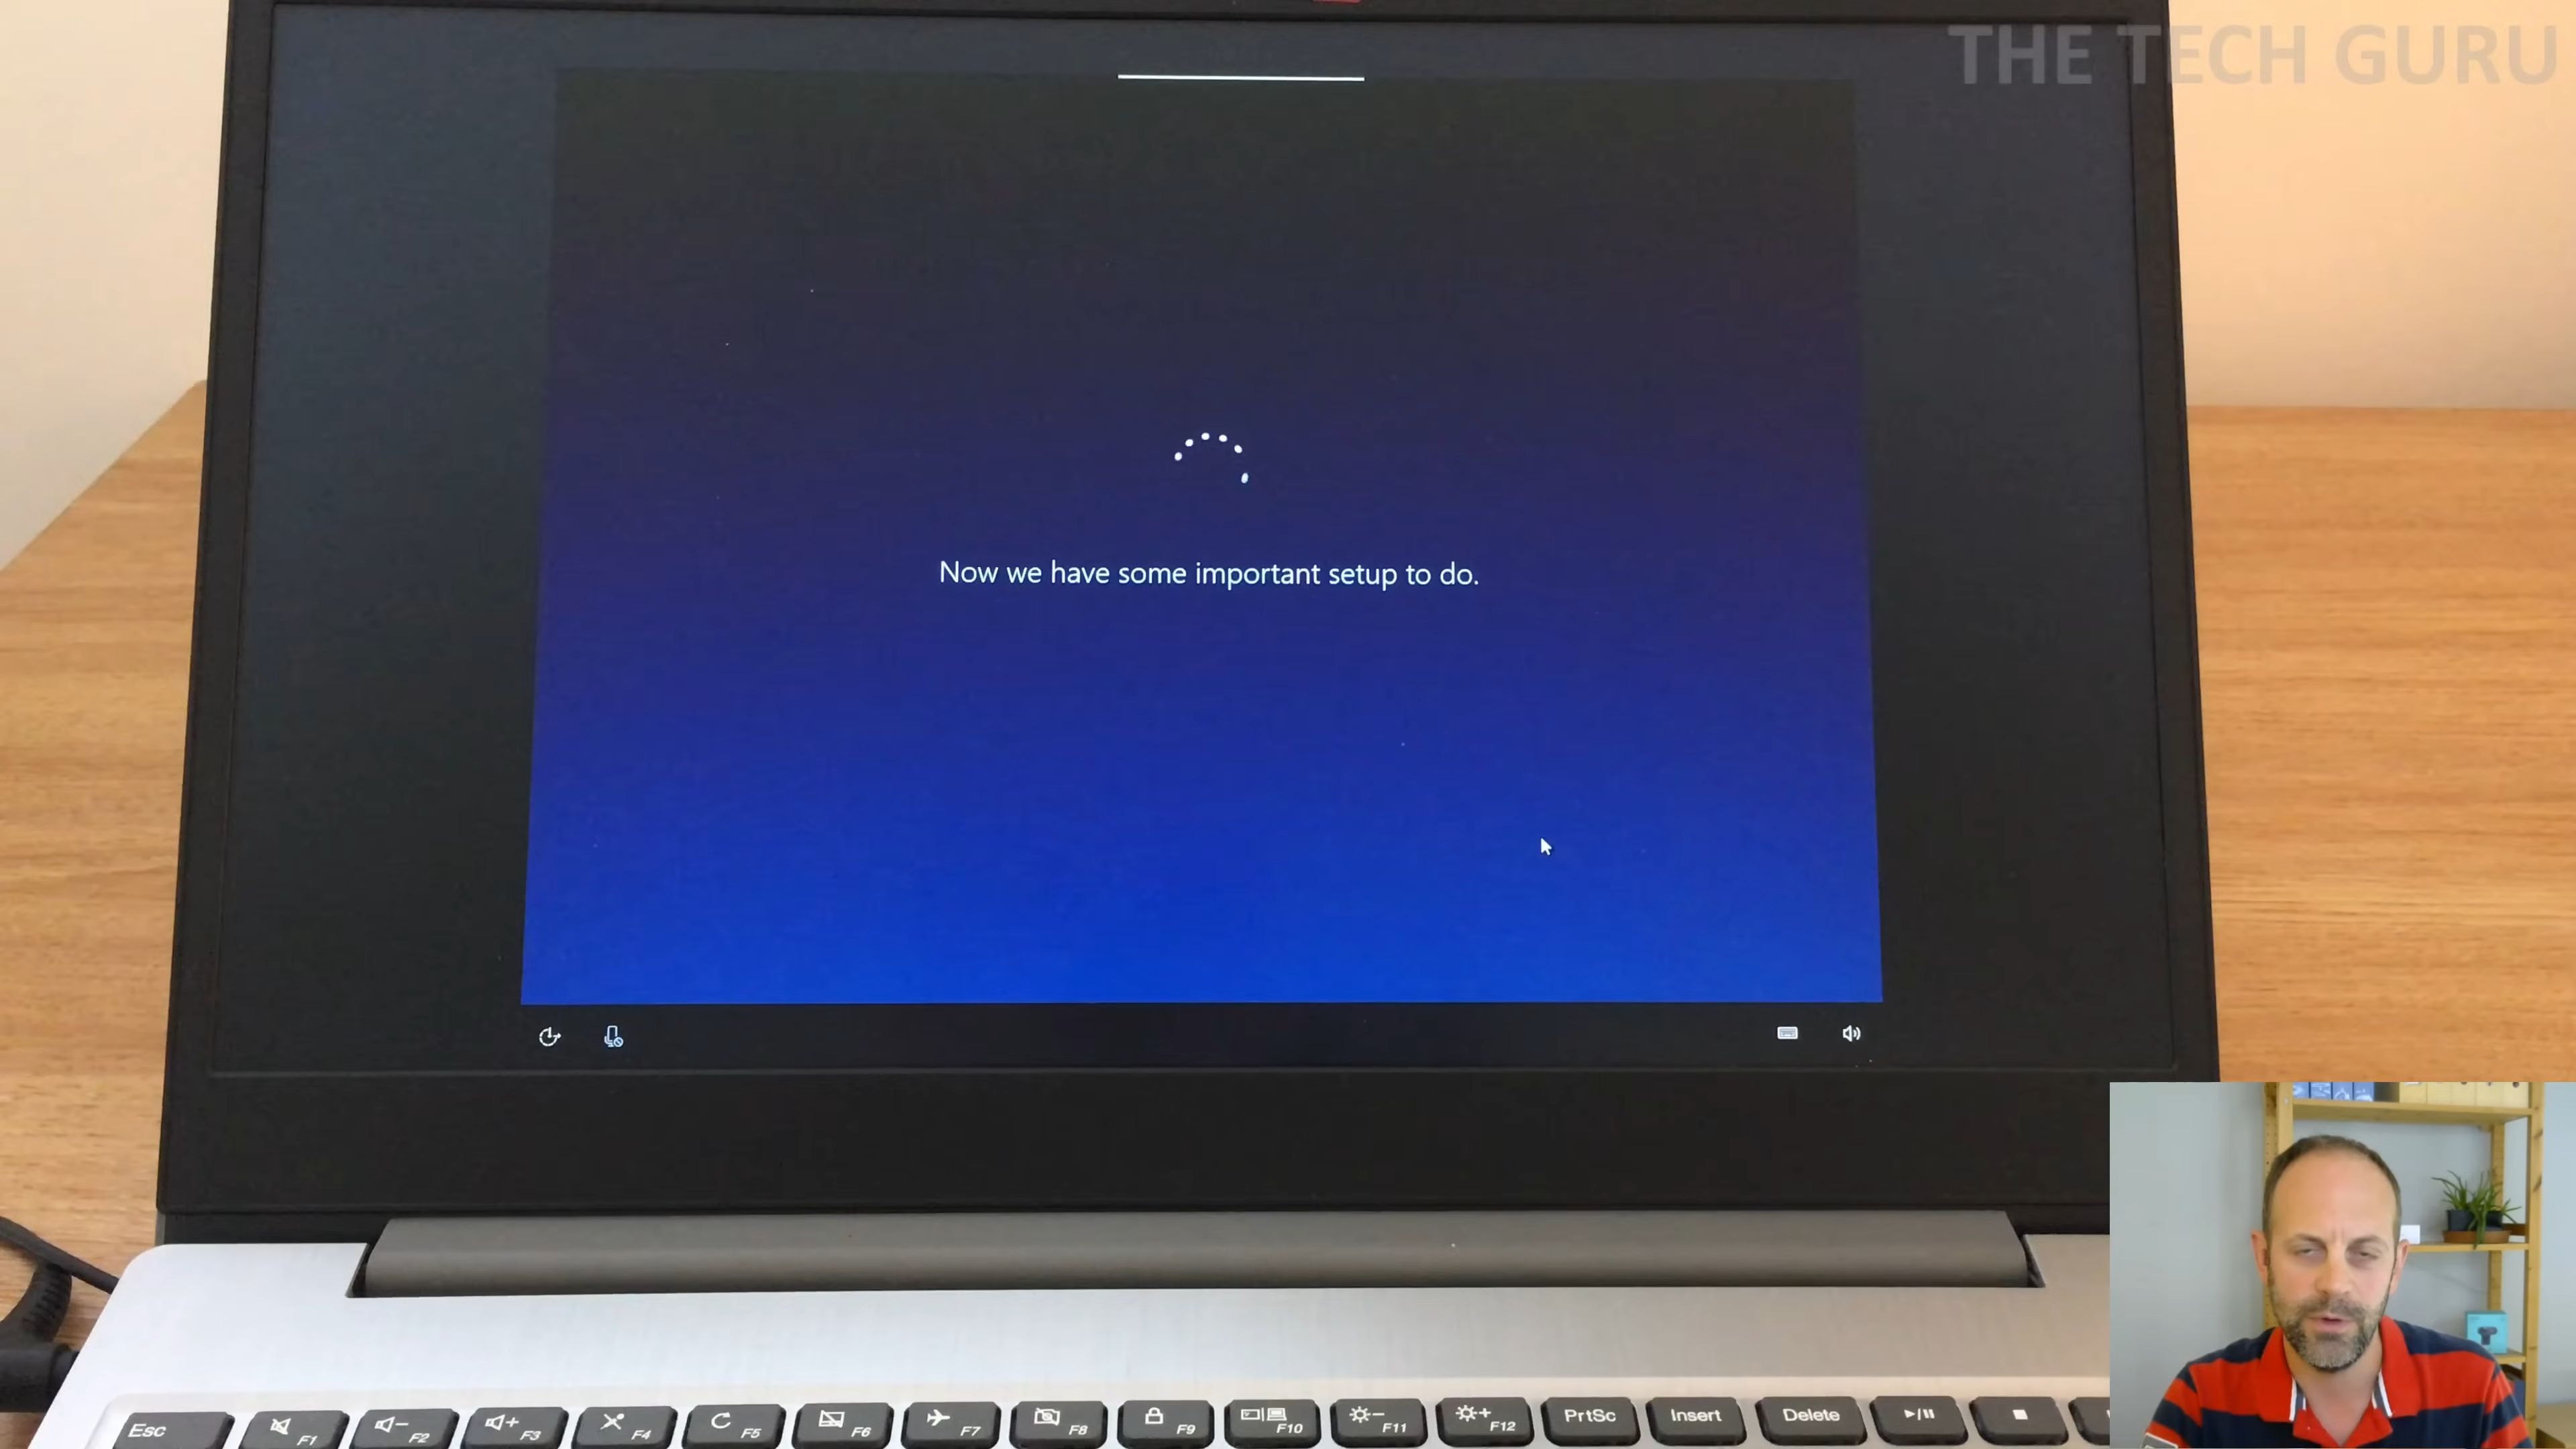 THE TECH GURU
Now we have some important setup to do.
Esc
F1
F2
F3
F4
F5
F6
F7
F8
F9
F10
F11
F12
PrtSc
Insert
Delete